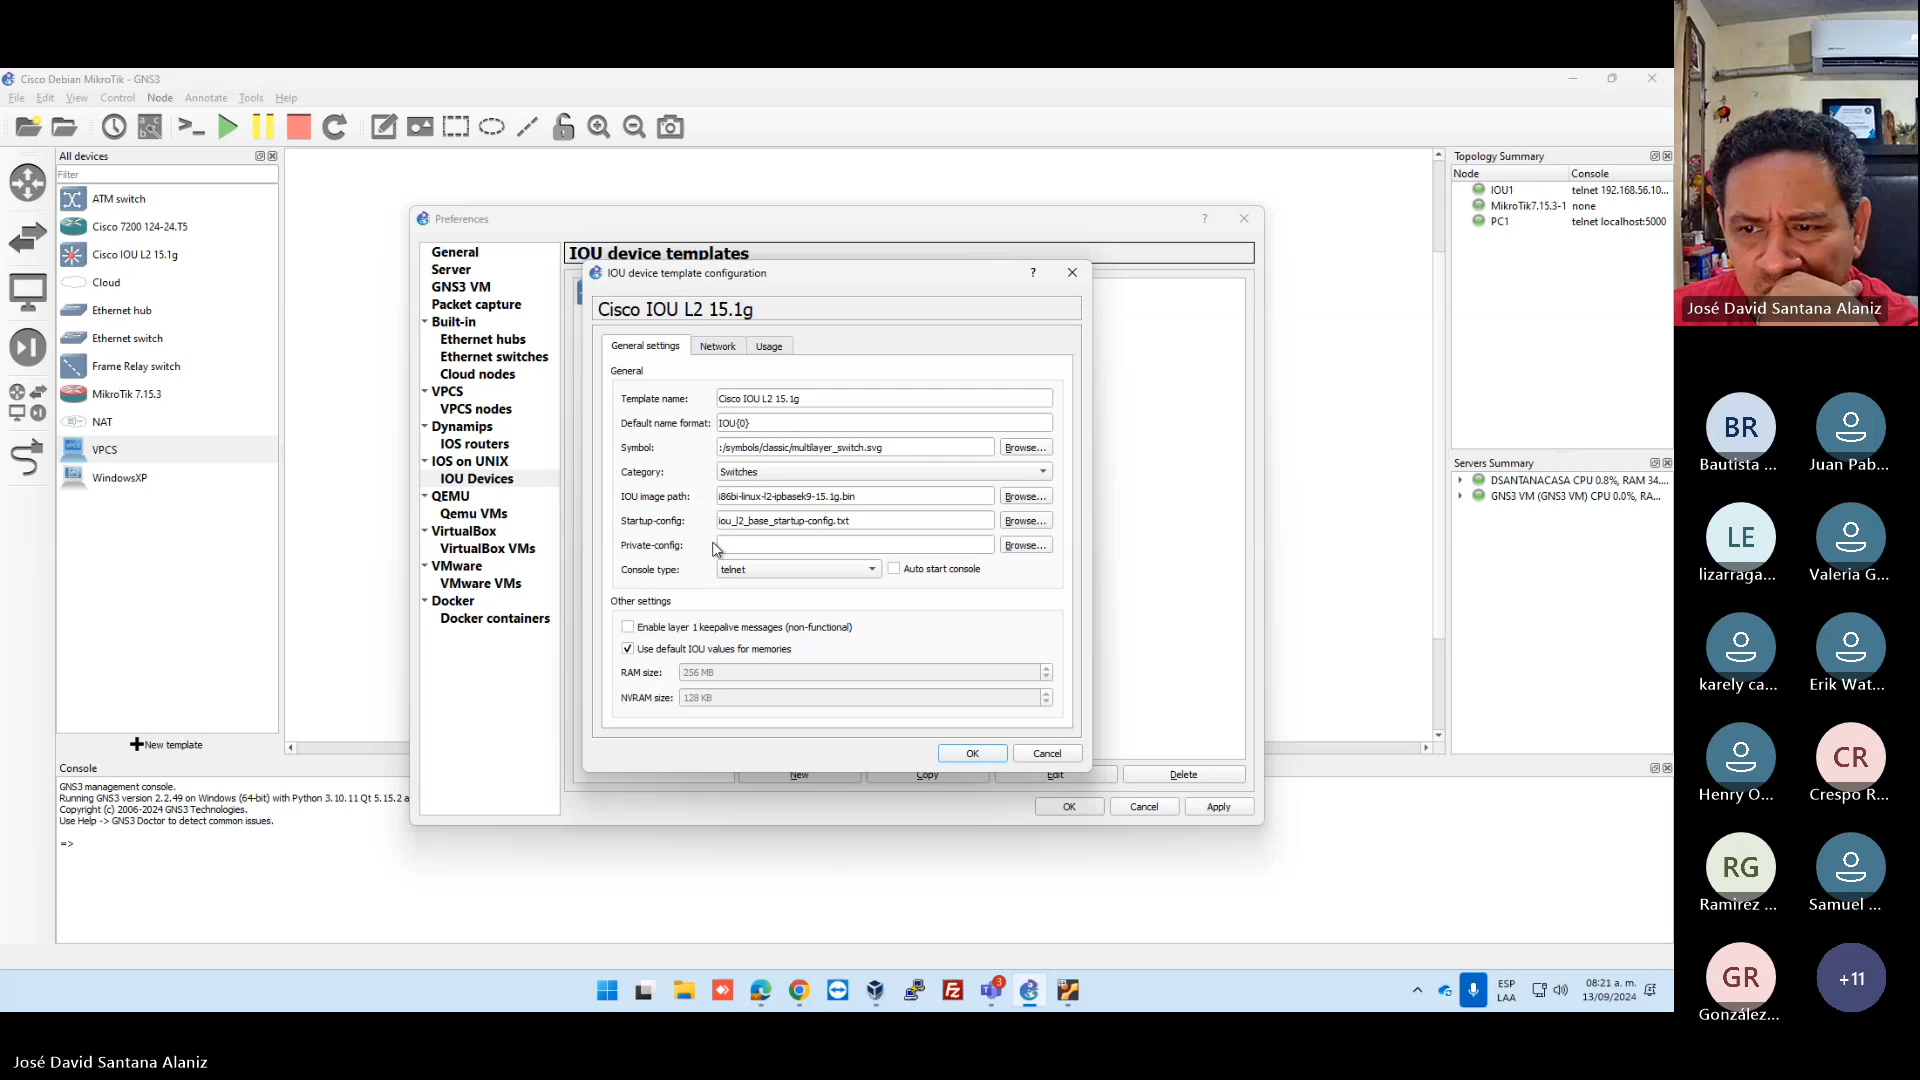 Cisco Debian MikroTik - GNS3
File Edit View Control Node Annotate Tools Help
All devices
Filter
ATM switch
Cisco 7200 124-24.T5
Cisco IOU L2 15.1g
Cloud
Ethernet hub
Ethernet switch
Frame Relay switch
MikroTik 7.15.3
NAT
VPCS
WindowsXP
New template
Preferences
General
Server
GNS3 VM
Packet capture
Built-in
Ethernet hubs
Ethernet switches
Cloud nodes
VPCS
VPCS nodes
Dynamips
IOS routers
IOS on UNIX
IOU Devices
QEMU
Qemu VMs
VirtualBox
VirtualBox VMs
VMware
VMware VMs
Docker
Docker containers
IOU device templates
IOU device template configuration
Cisco IOU L2 15.1g
General settings Network Usage
General
Template name: Cisco IOU L2 15.1g
Default name format: IOU{0}
Symbol: :/symbols/classic/multilayer_switch.svg Browse...
Category: Switches
IOU image path: i86bi-linux-l2-ipbasek9-15.1g.bin Browse...
Startup-config: iou_l2_base_startup-config.txt Browse...
Private-config: Browse...
Console type: telnet Auto start console
Other settings
Enable layer 1 keepalive messages (non-functional)
Use default IOU values for memories
RAM size: 256 MB
NVRAM size: 128 KB
OK Cancel
New Copy Edit Delete
OK Cancel Apply
Topology Summary
Node Console
IOU1 telnet 192.168.56.10...
MikroTik7.15.3-1 none
PC1 telnet localhost:5000
Servers Summary
DSANTANACASA CPU 0.8%, RAM 34....
GNS3 VM (GNS3 VM) CPU 0.0%, RA...
Console
GNS3 management console.
Running GNS3 version 2.2.49 on Windows (64-bit) with Python 3.10.11 Qt 5.15.2 a
Copyright (c) 2006-2024 GNS3 Technologies.
Use Help -> GNS3 Doctor to detect common issues.
=>
3
ESP
LAA
08:21 a. m.
13/09/2024
José David Santana Alaniz
BR
Bautista ...
Juan Pab...
LE
lizarraga...
Valeria G...
karely ca...
Erik Wat...
Henry O...
CR
Crespo R...
RG
Ramirez ...
Samuel ...
GR
González...
+11
José David Santana Alaniz